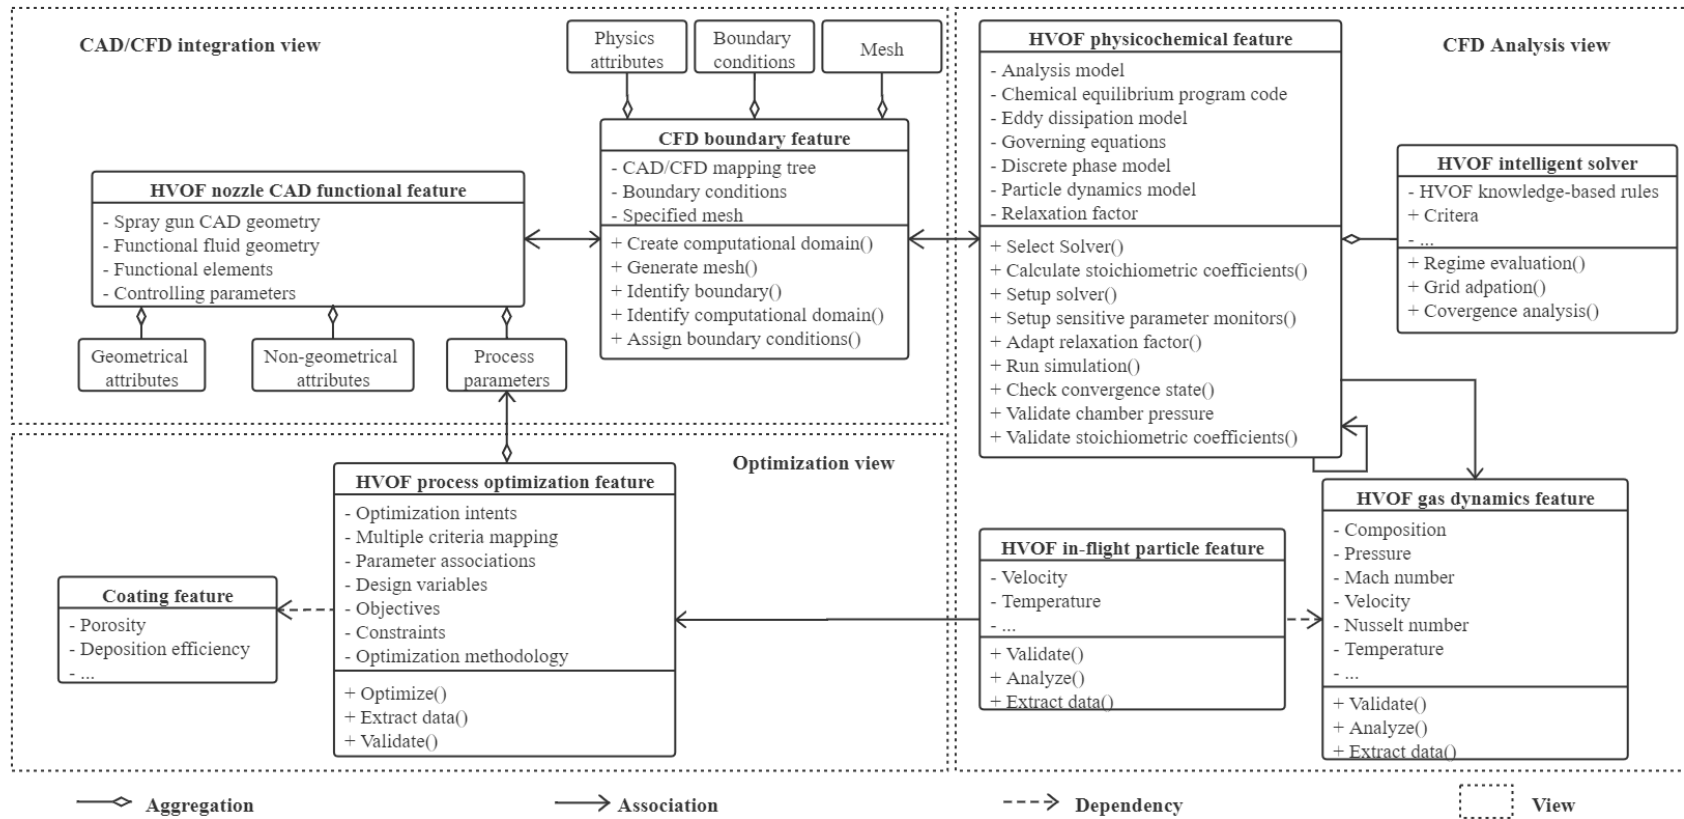 CAD/CFD integration view
Physics
attributes
Boundary
conditions
Mesh
CFD boundary feature
- CAD/CFD mapping tree
- Boundary conditions
- Specified mesh
+ Create computational domain()
+ Generate mesh()
+ Identify boundary()
+ Identify computational domain()
+ Assign boundary conditions()
HVOF nozzle CAD functional feature
- Spray gun CAD geometry
- Functional fluid geometry
- Functional elements
- Controlling parameters
Geometrical
attributes
Non-geometrical
attributes
Process
parameters
CFD Analysis view
HVOF physicochemical feature
- Analysis model
- Chemical equilibrium program code
- Eddy dissipation model
- Governing equations
- Discrete phase model
- Particle dynamics model
- Relaxation factor
+ Select Solver()
+ Calculate stoichiometric coefficients()
+ Setup solver()
+ Setup sensitive parameter monitors()
+ Adapt relaxation factor()
+ Run simulation()
+ Check convergence state()
+ Validate chamber pressure
+ Validate stoichiometric coefficients()
HVOF intelligent solver
- HVOF knowledge-based rules
+ Critera
- ...
+ Regime evaluation()
+ Grid adpation()
+ Covergence analysis()
Optimization view
HVOF process optimization feature
- Optimization intents
- Multiple criteria mapping
- Parameter associations
- Design variables
- Objectives
- Constraints
- Optimization methodology
+ Optimize()
+ Extract data()
+ Validate()
Coating feature
- Porosity
- Deposition efficiency
- ...
HVOF in-flight particle feature
- Velocity
- Temperature
- ...
+ Validate()
+ Analyze()
+ Extract data()
HVOF gas dynamics feature
- Composition
- Pressure
- Mach number
- Velocity
- Nusselt number
- Temperature
- ...
+ Validate()
+ Analyze()
+ Extract data()
Aggregation
Association
Dependency
View